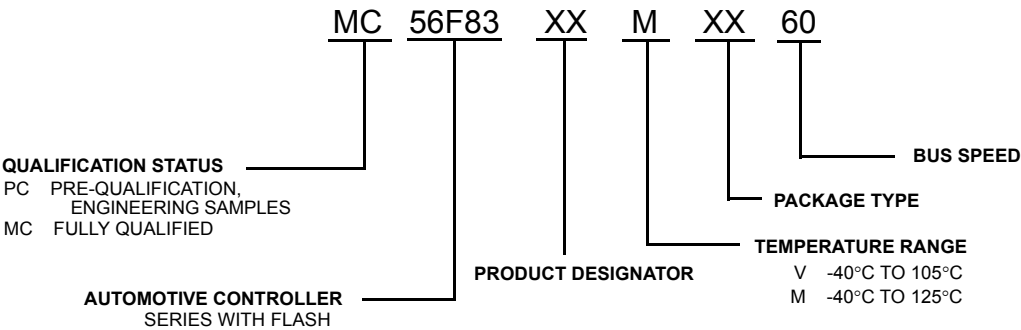 MC 56F83 XX M XX 60
BUS SPEED
QUALIFICATION STATUS
PC PRE-QUALIFICATION,
ENGINEERING SAMPLES
MC FULLY QUALIFIED
PACKAGE TYPE
TEMPERATURE RANGE
V -40°C TO 105°C
M -40°C TO 125°C
PRODUCT DESIGNATOR
AUTOMOTIVE CONTROLLER
SERIES WITH FLASH